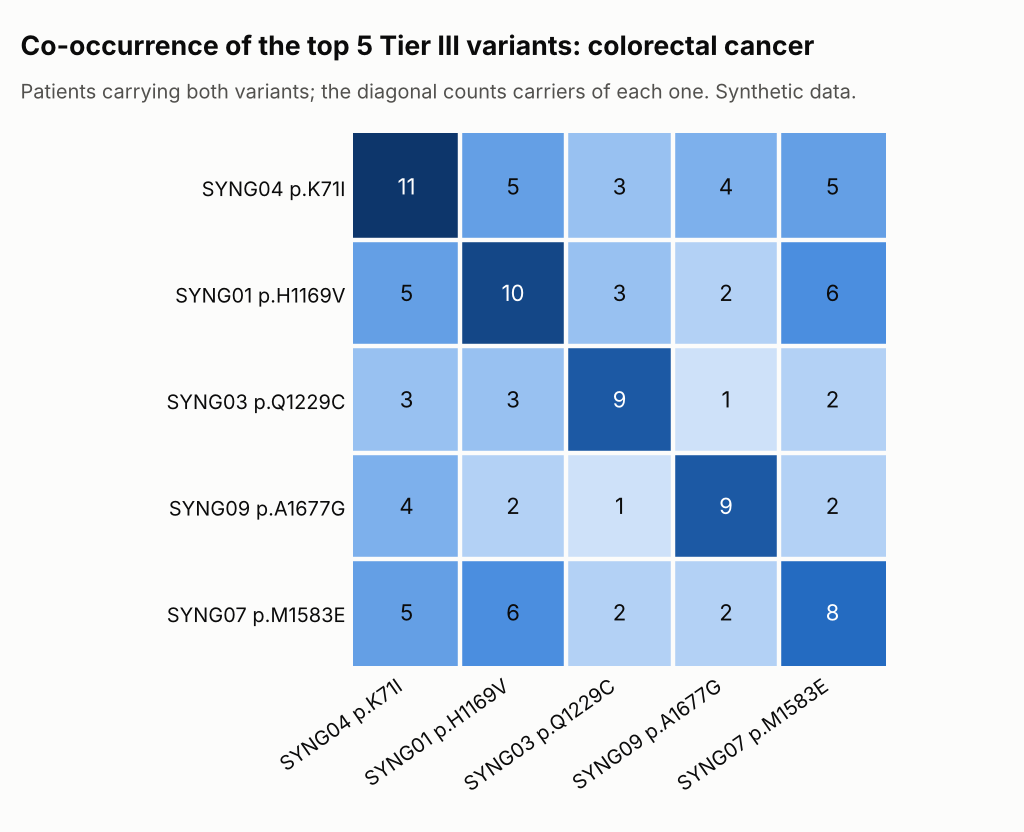 Co-occurrence of the top 5 Tier III variants: colorectal cancer
Patients carrying both variants; the diagonal counts carriers of each one. Synthetic data.
SYNG04 p.K71I 11 5 3 4 5
SYNG01 p.H1169V 5 10 3 2 6
SYNG03 p.Q1229C 3 3 9 1 2
SYNG09 p.A1677G 4 2 1 9 2
SYNG07 p.M1583E 5 6 2 2 8
SYNG04 p.K71I
SYNG01 p.H1169V
SYNG03 p.Q1229C
SYNG09 p.A1677G
SYNG07 p.M1583E